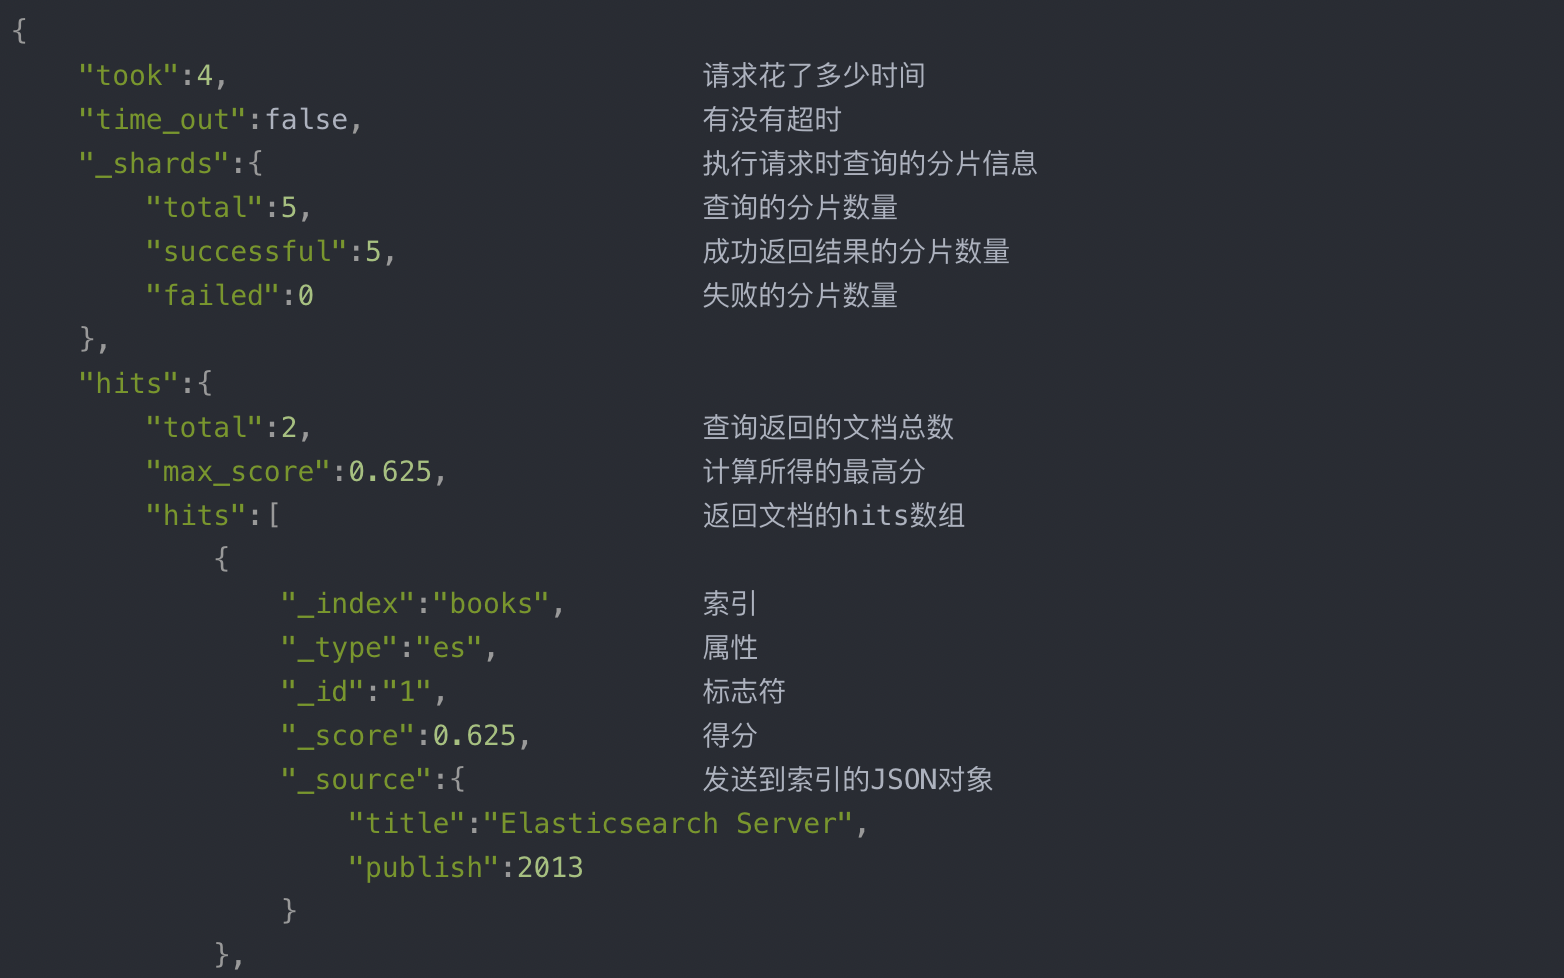 {
"took":4, 请求花了多少时间
"time_out":false, 有没有超时
"_shards":{ 执行请求时查询的分片信息
"total":5, 查询的分片数量
"successful":5, 成功返回结果的分片数量
"failed":0 失败的分片数量
},
"hits":{
"total":2, 查询返回的文档总数
"max_score":0.625, 计算所得的最高分
"hits":[ 返回文档的hits数组
{
"_index":"books", 索引
"_type":"es", 属性
"_id":"1", 标志符
"_score":0.625, 得分
"_source":{ 发送到索引的JSON对象
"title":"Elasticsearch Server",
"publish":2013
}
},